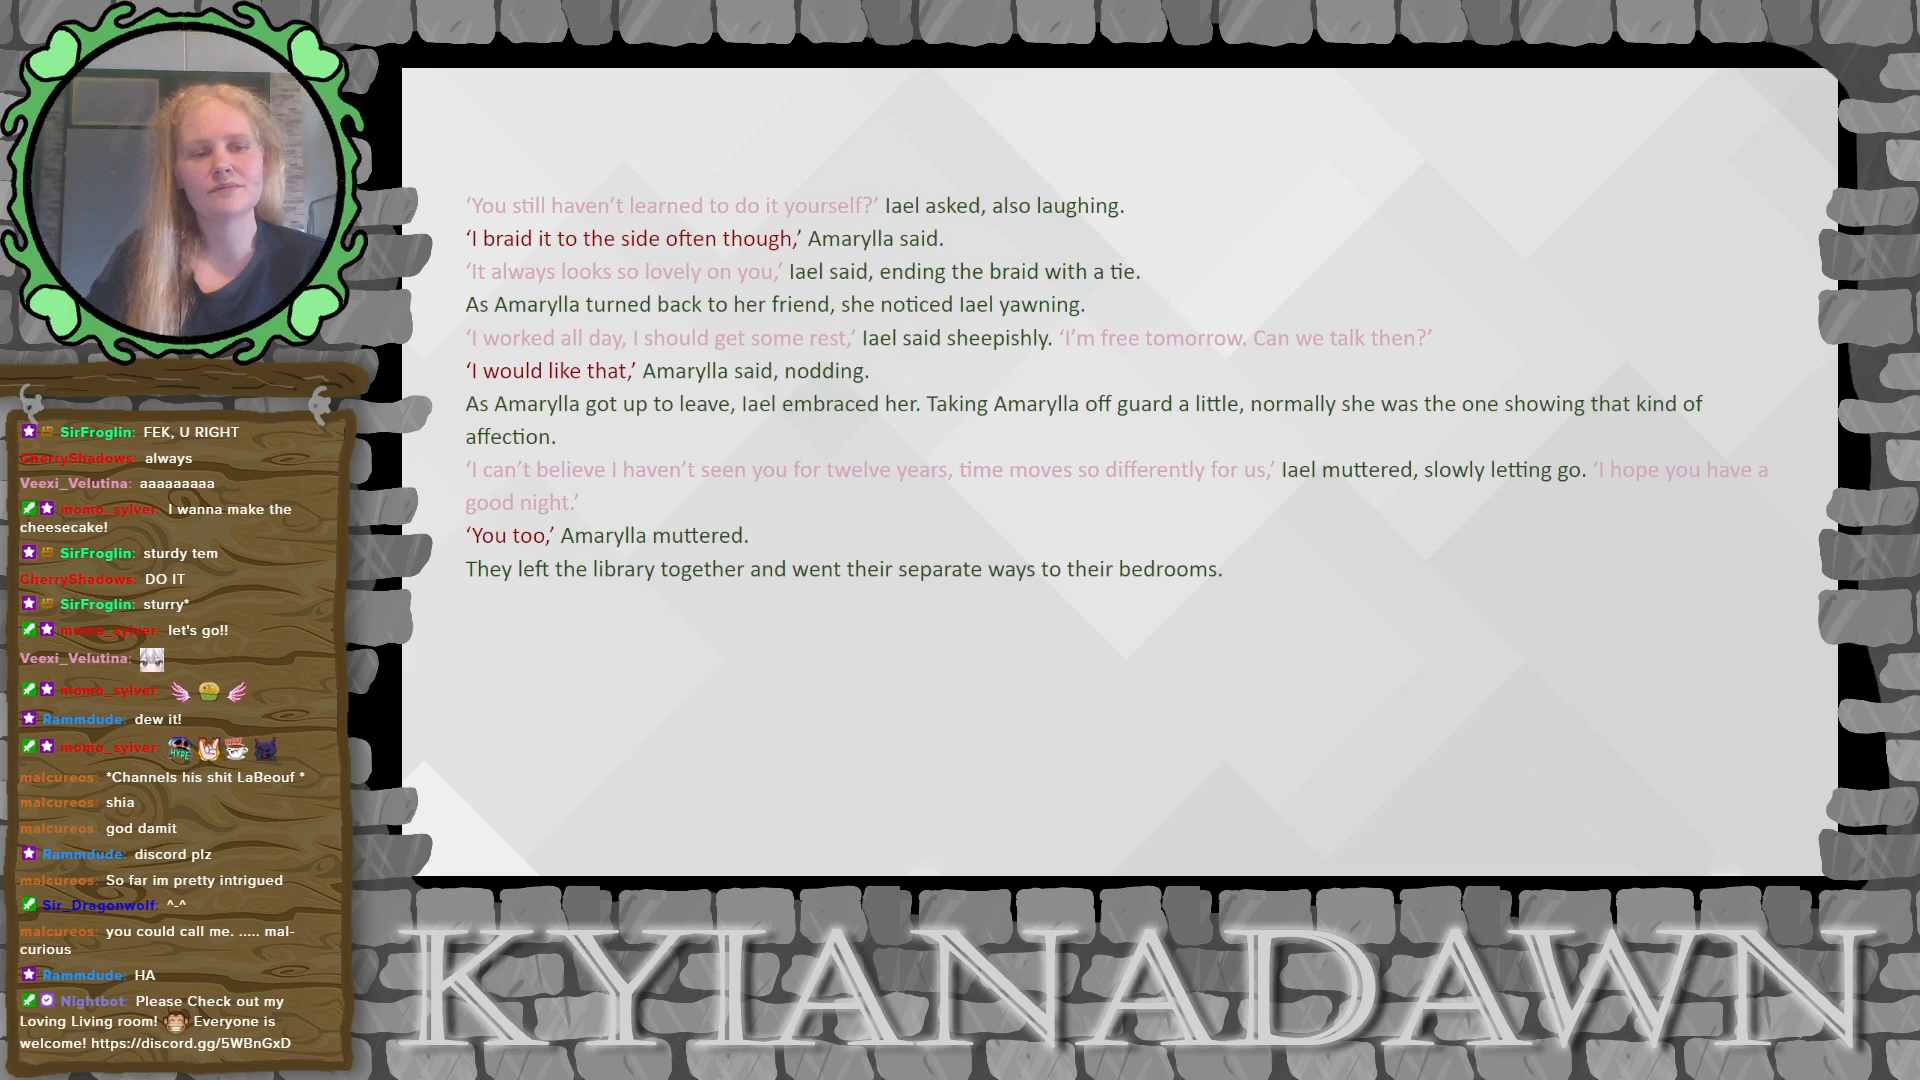 SirFroglin: FEK, U RIGHT
CherryShadows: always
Veexi_Velutina: aaaaaaaaa
momo_sylver: I wanna make the
cheesecake!
SirFroglin: sturdy tem
CherryShadows: DO IT
SirFroglin: sturry*
momo_sylver: let's go!!
Veexi_Velutina:
momo_sylver:
Rammdude: dew it!
momo_sylver: HYPE
malcureos: *Channels his shit LaBeouf *
malcureos: shia
malcureos: god damit
Rammdude: discord plz
malcureos: So far im pretty intrigued
Sir_Dragonwolf: ^-^
malcureos: you could call me. ..... mal-
curious
Rammdude: HA
Nightbot: Please Check out my
Loving Living room! Everyone is
welcome! https://discord.gg/5WBnGxD
‘You still haven’t learned to do it yourself?’ Iael asked, also laughing.
‘I braid it to the side often though,’ Amarylla said.
‘It always looks so lovely on you,’ Iael said, ending the braid with a tie.
As Amarylla turned back to her friend, she noticed Iael yawning.
‘I worked all day, I should get some rest,’ Iael said sheepishly. ‘I’m free tomorrow. Can we talk then?’
‘I would like that,’ Amarylla said, nodding.
As Amarylla got up to leave, Iael embraced her. Taking Amarylla off guard a little, normally she was the one showing that kind of
affection.
‘I can’t believe I haven’t seen you for twelve years, time moves so differently for us,’ Iael muttered, slowly letting go. ‘I hope you have a
good night.’
‘You too,’ Amarylla muttered.
They left the library together and went their separate ways to their bedrooms.
KYIANADAWN